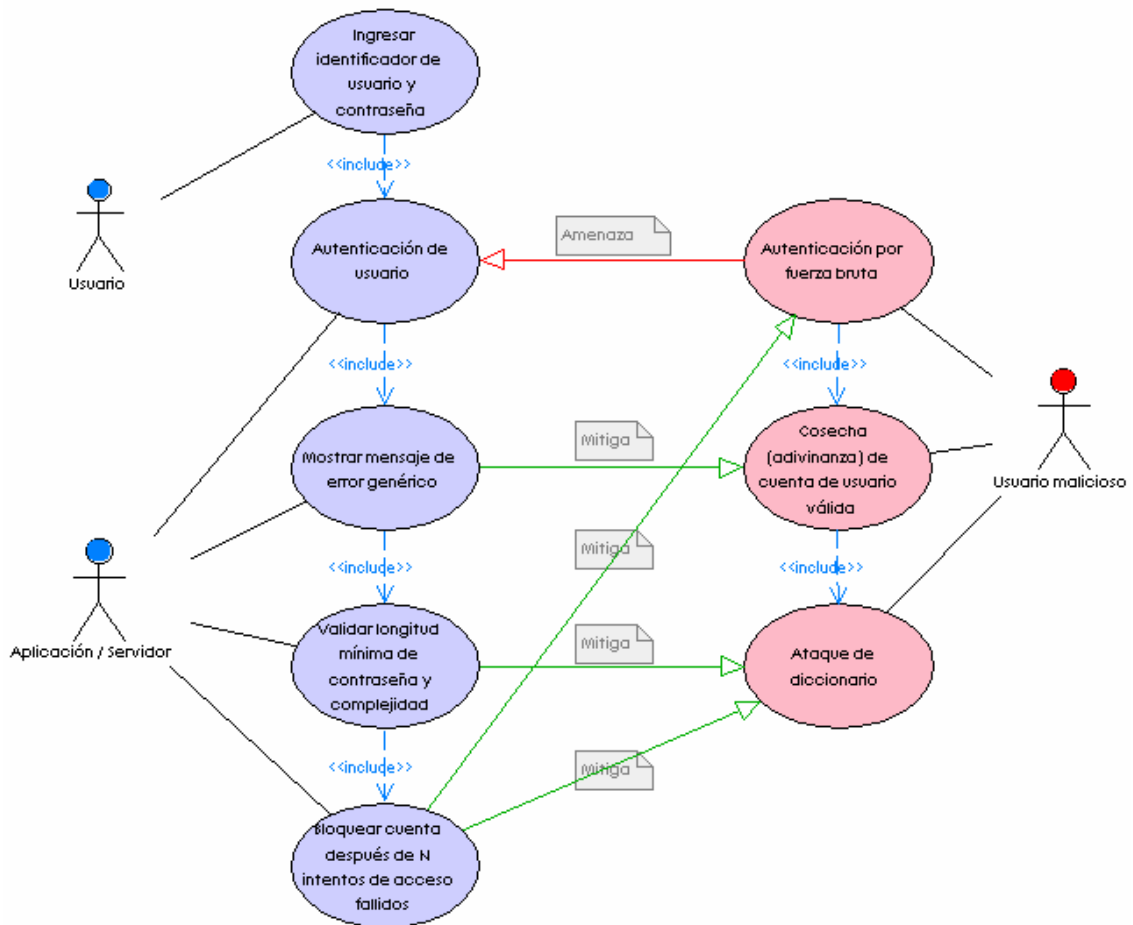 Ingresar
identificador de
usuario y
contraseña
<<include>>
Usuario
Autenticación de
usuario
Amenaza
Autenticación por
fuerza bruta
<<include>>
<<include>>
Mostrar mensaje de
error genérico
Mitiga
Cosecha
(adivinanza) de
cuenta de usuario
válida
Usuario malicioso
<<include>>
Mitiga
<<include>>
Aplicación / Servidor
Validar longitud
mínima de
contraseña y
complejidad
Mitiga
Ataque de
diccionario
<<include>>
Mitiga
Bloquear cuenta
después de N
intentos de acceso
fallidos